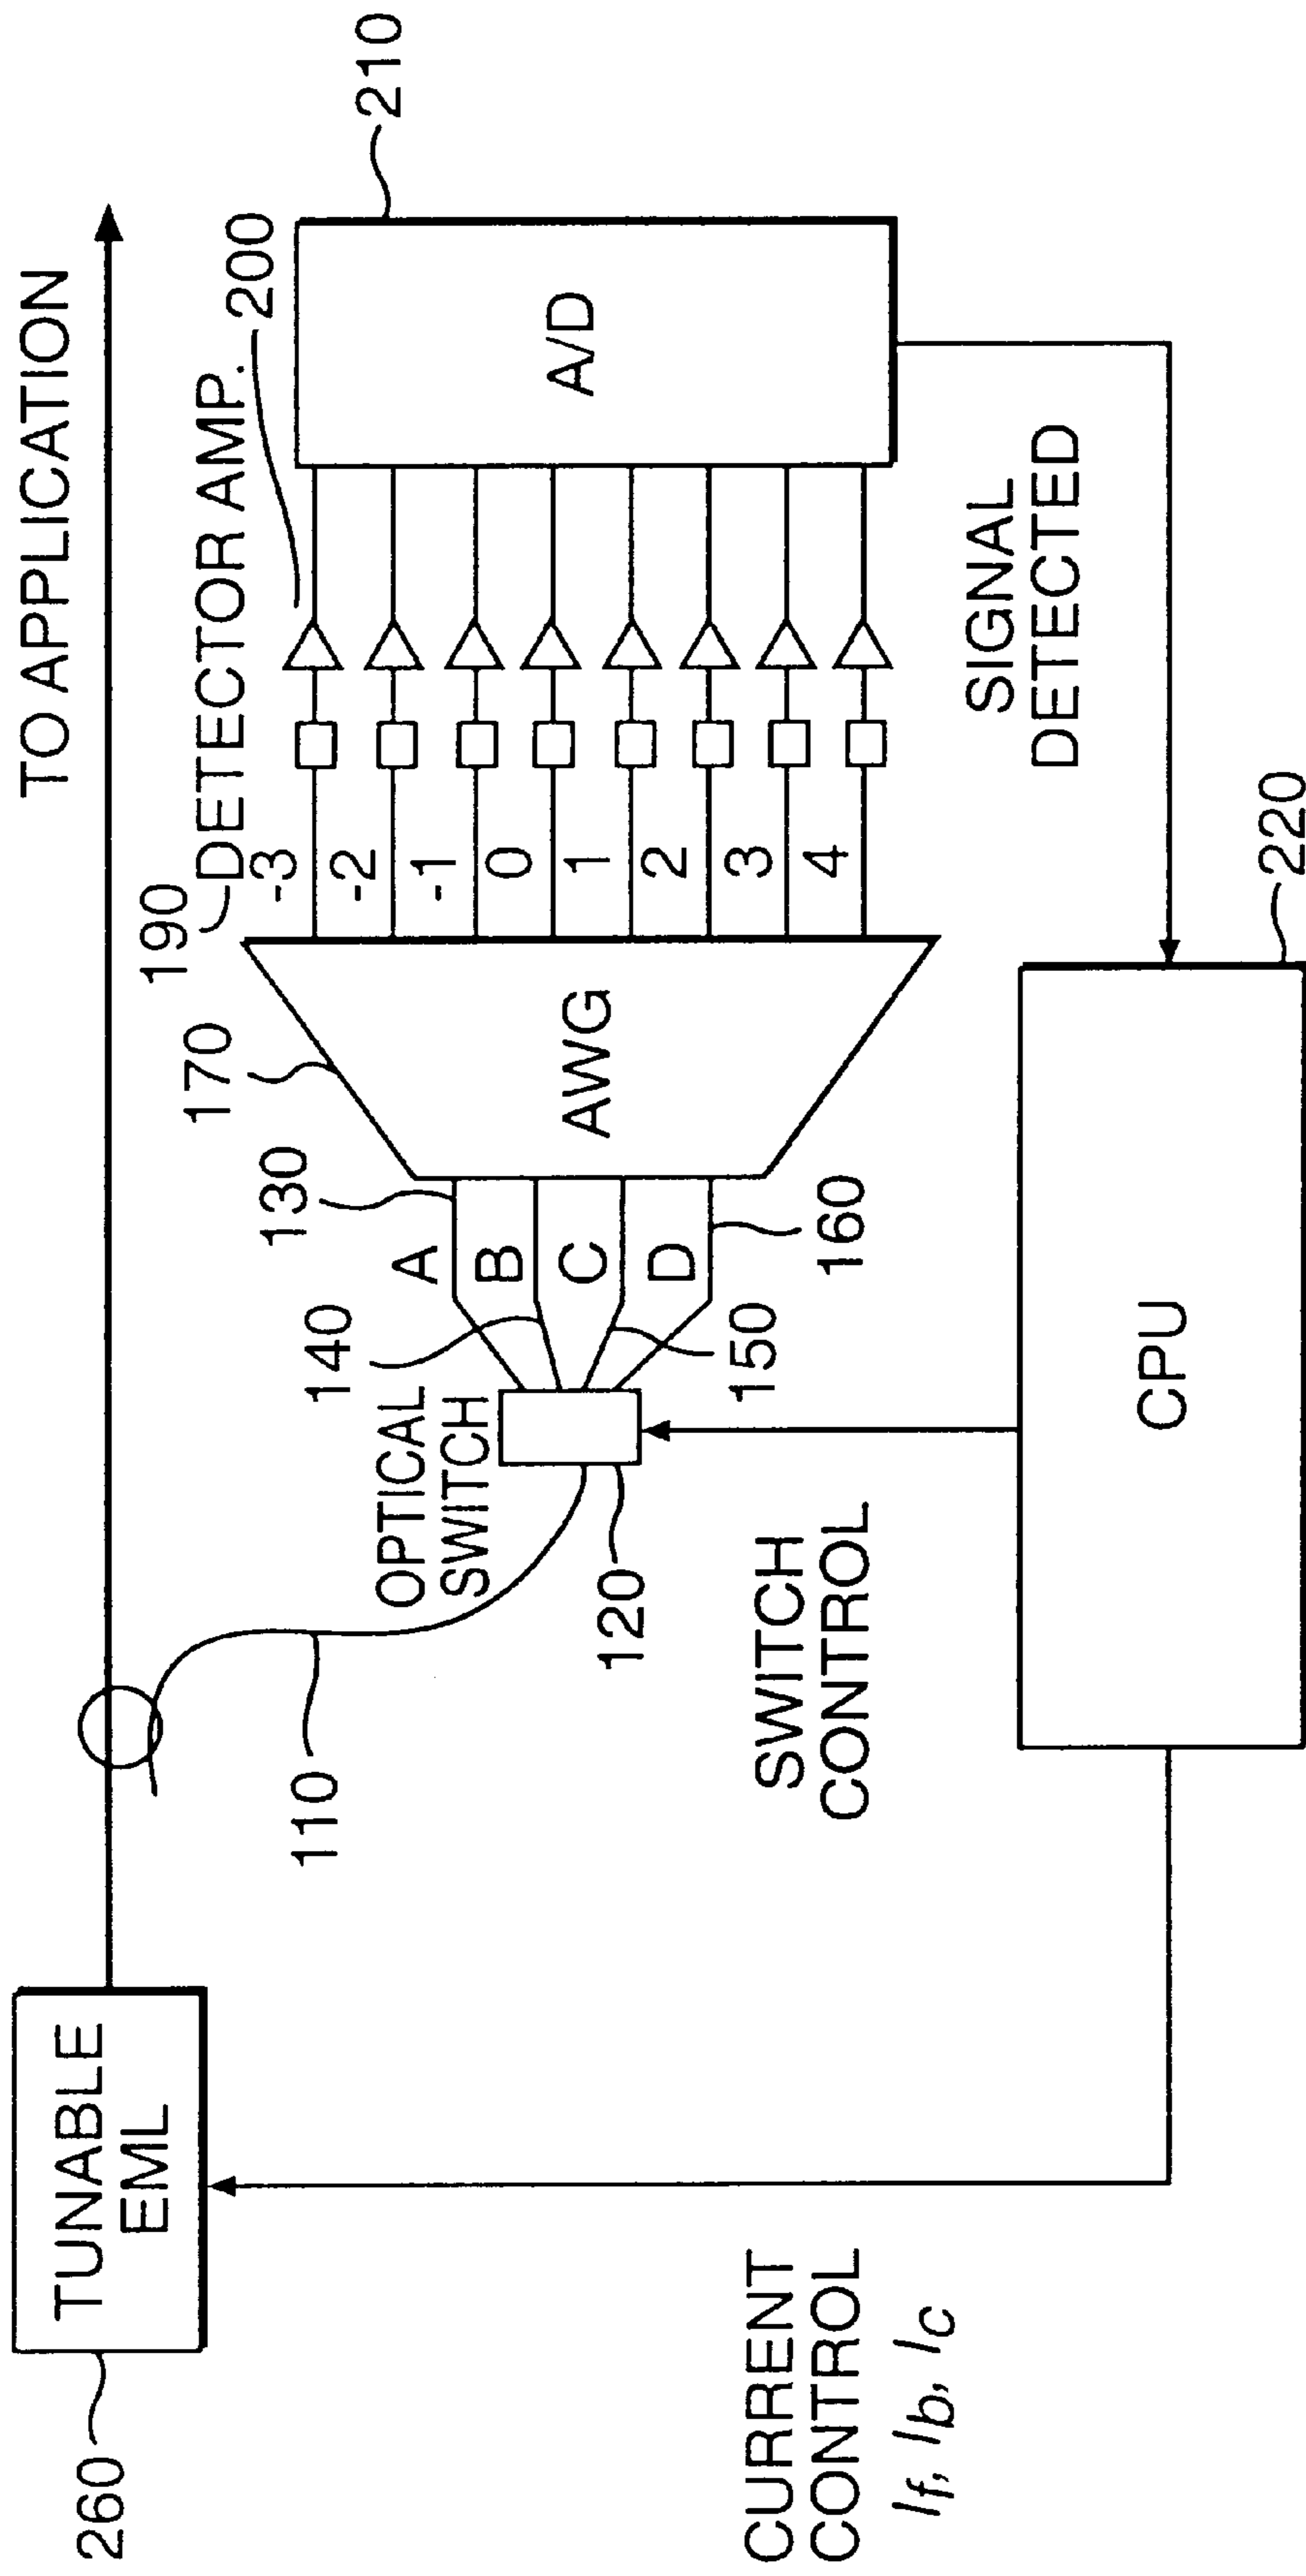 TO APPLICATION
TUNABLE
EML
260
110
OPTICAL
SWITCH
120
A
B
C
D
130
140
150
160
170
AWG
190
DETECTOR AMP.
200
-3
-2
-1
0
1
2
3
4
A/D
210
SIGNAL
DETECTED
SWITCH
CONTROL
CPU
220
CURRENT
CONTROL
If, Ib, Ic